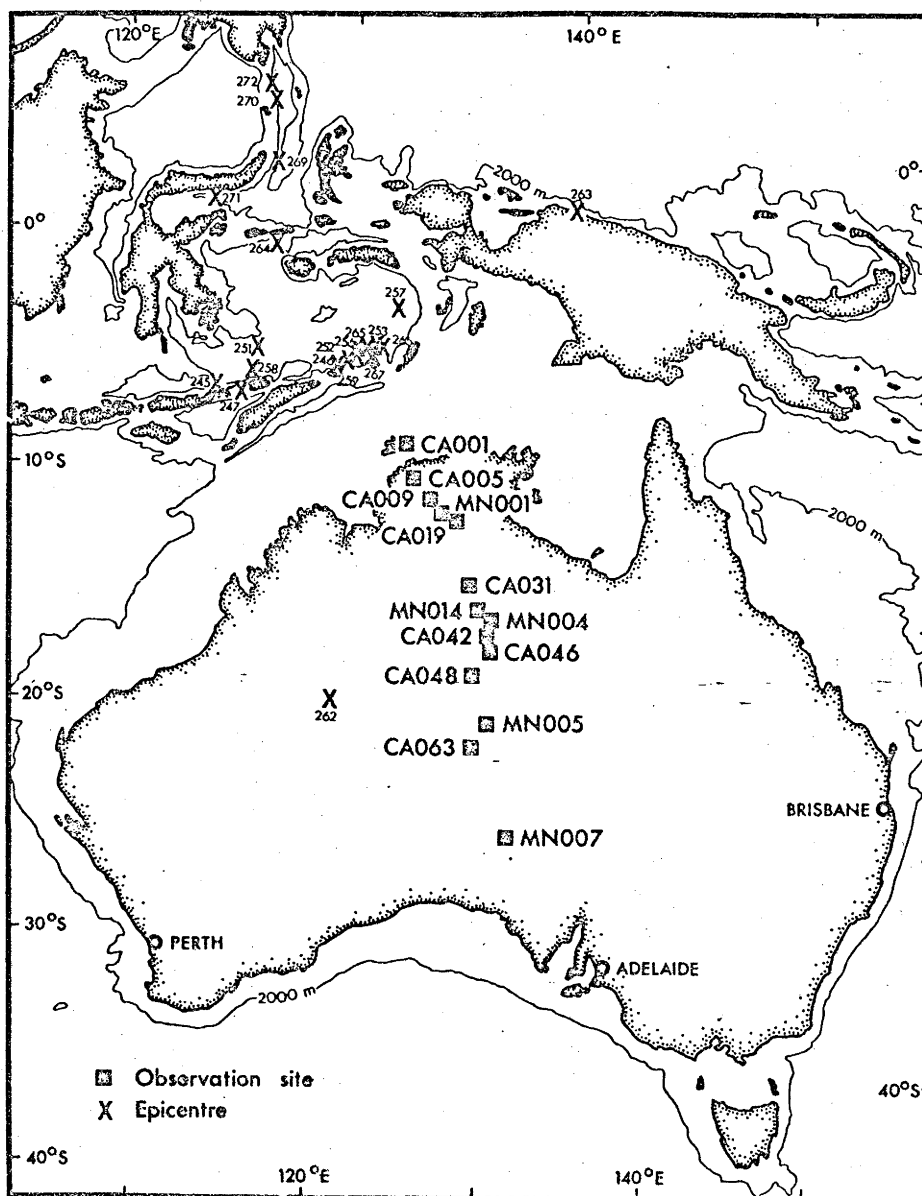 120°E 140°E
272
270
269
0°
2000 m
263
271
0°
264
257
251
265 253
252
258
245
247
10°S
CA001
CA005
CA009 MN001
CA019
2000 m
CA031
MN014 MN004
CA042
CA046
20°S
CA048
262
MN005
CA063
BRISBANE
MN007
30°S
PERTH
ADELAIDE
2000 m
Observation site
X Epicentre
40°S
40°S
120°E 140°E